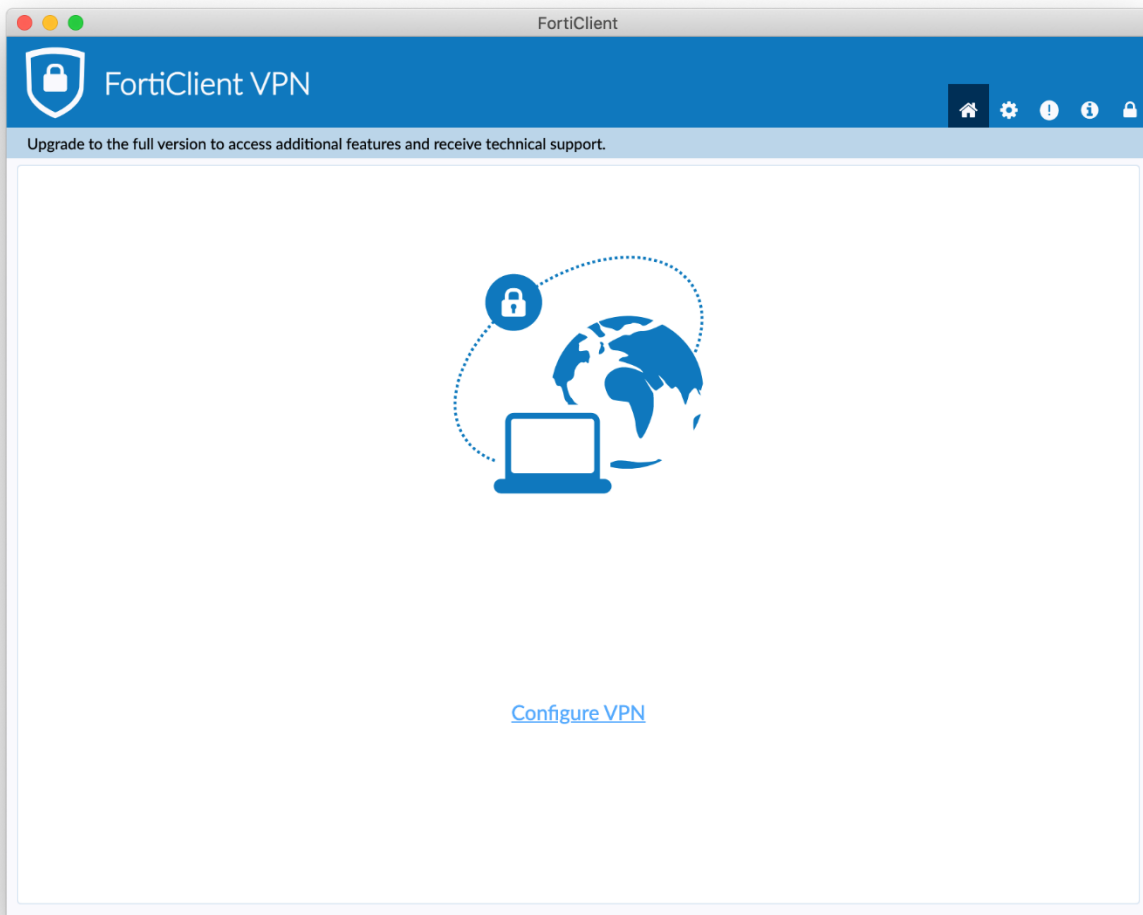 FortiClient
FortiClient VPN
Upgrade to the full version to access additional features and receive technical support.
Configure VPN